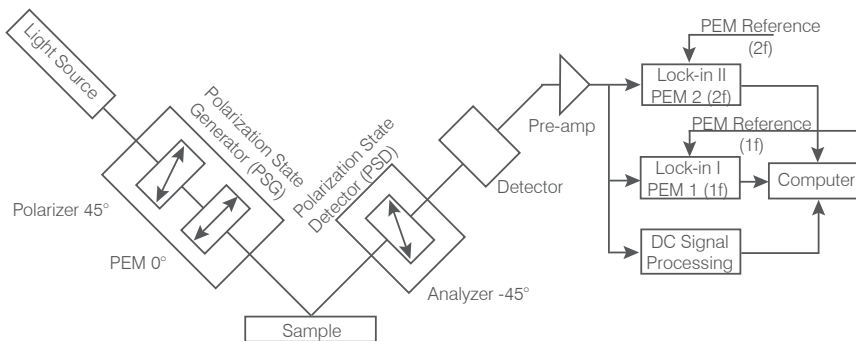 Light Source
Polarization State
Generator (PSG)
Polarizer 45°
PEM 0°
Polarization State
Detector (PSD)
Analyzer -45°
Sample
Detector
Pre-amp
PEM Reference
(2f)
Lock-in II
PEM 2 (2f)
PEM Reference
(1f)
Lock-in I
PEM 1 (1f)
Computer
DC Signal
Processing